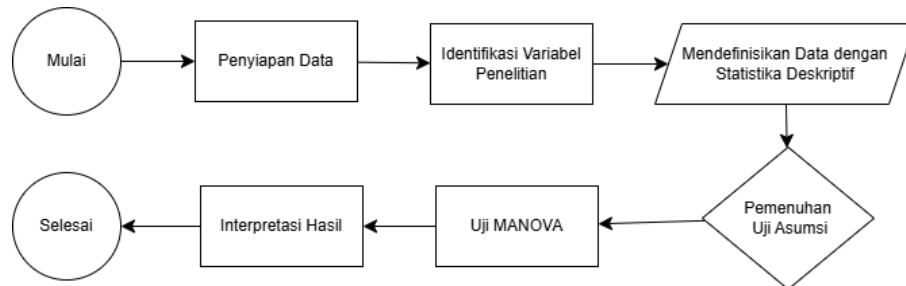 Mulai
Penyiapan Data
Identifikasi Variabel
Penelitian
Mendefinisikan Data dengan
Statistika Deskriptif
Pemenuhan
Uji Asumsi
Uji MANOVA
Interpretasi Hasil
Selesai